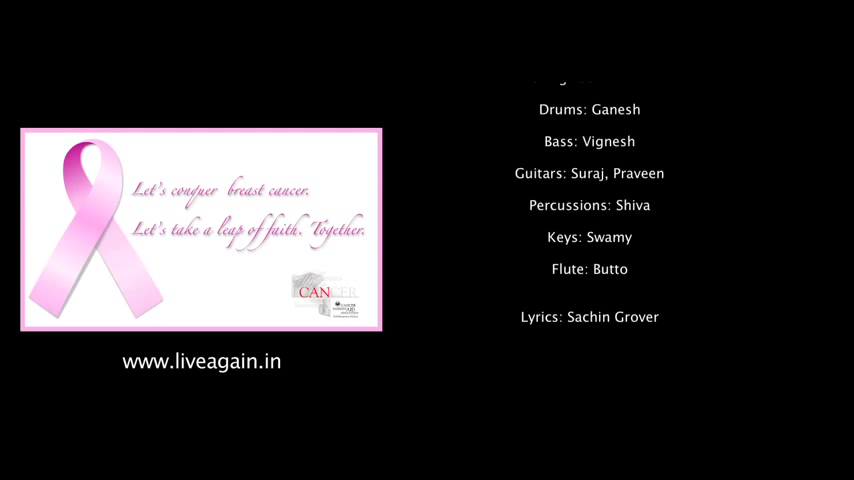 Let's conquer breast cancer.
Let's take a leap of faith. Together.
CANCER
www.liveagain.in
Drums: Ganesh
Bass: Vignesh
Guitars: Suraj, Praveen
Percussions: Shiva
Keys: Swamy
Flute: Butto
Lyrics: Sachin Grover